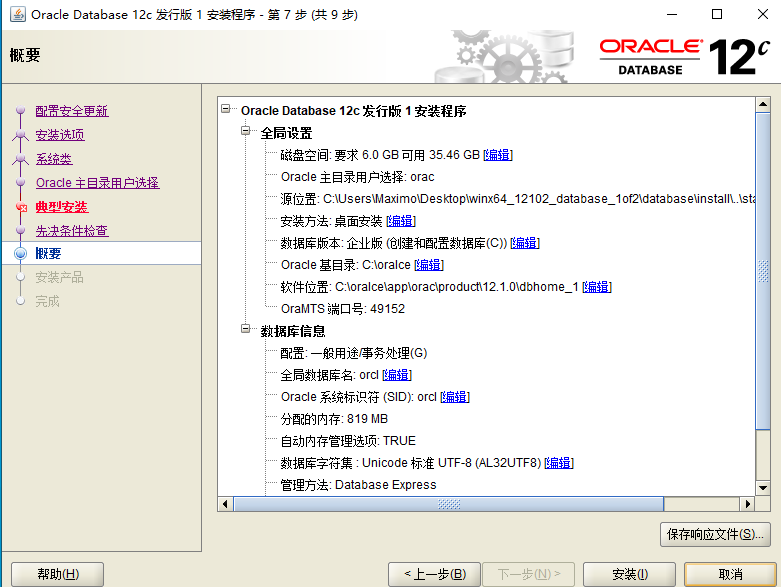 Oracle Database 12c 发行版 1 安装程序 - 第 7 步 (共 9 步)
概要
ORACLE
DATABASE
12c
配置安全更新
安装选项
系统类
Oracle 主目录用户选择
典型安装
先决条件检查
概要
安装产品
完成
Oracle Database 12c 发行版 1 安装程序
全局设置
磁盘空间: 要求 6.0 GB 可用 35.46 GB [编辑]
Oracle 主目录用户选择: orac
源位置: C:\Users\Maximo\Desktop\winx64_12102_database_1of2\database\install\..\sta
安装方法: 桌面安装 [编辑]
数据库版本: 企业版 (创建和配置数据库(C)) [编辑]
Oracle 基目录: C:\oralce [编辑]
软件位置: C:\oralce\app\orac\product\12.1.0\dbhome_1 [编辑]
OraMTS 端口号: 49152
数据库信息
配置: 一般用途/事务处理(G)
全局数据库名: orcl [编辑]
Oracle 系统标识符 (SID): orcl [编辑]
分配的内存: 819 MB
自动内存管理选项: TRUE
数据库字符集 : Unicode 标准 UTF-8 (AL32UTF8) [编辑]
管理方法: Database Express
保存响应文件(S)...
帮助(H)
< 上一步(B)
下一步(N) >
安装(I)
取消